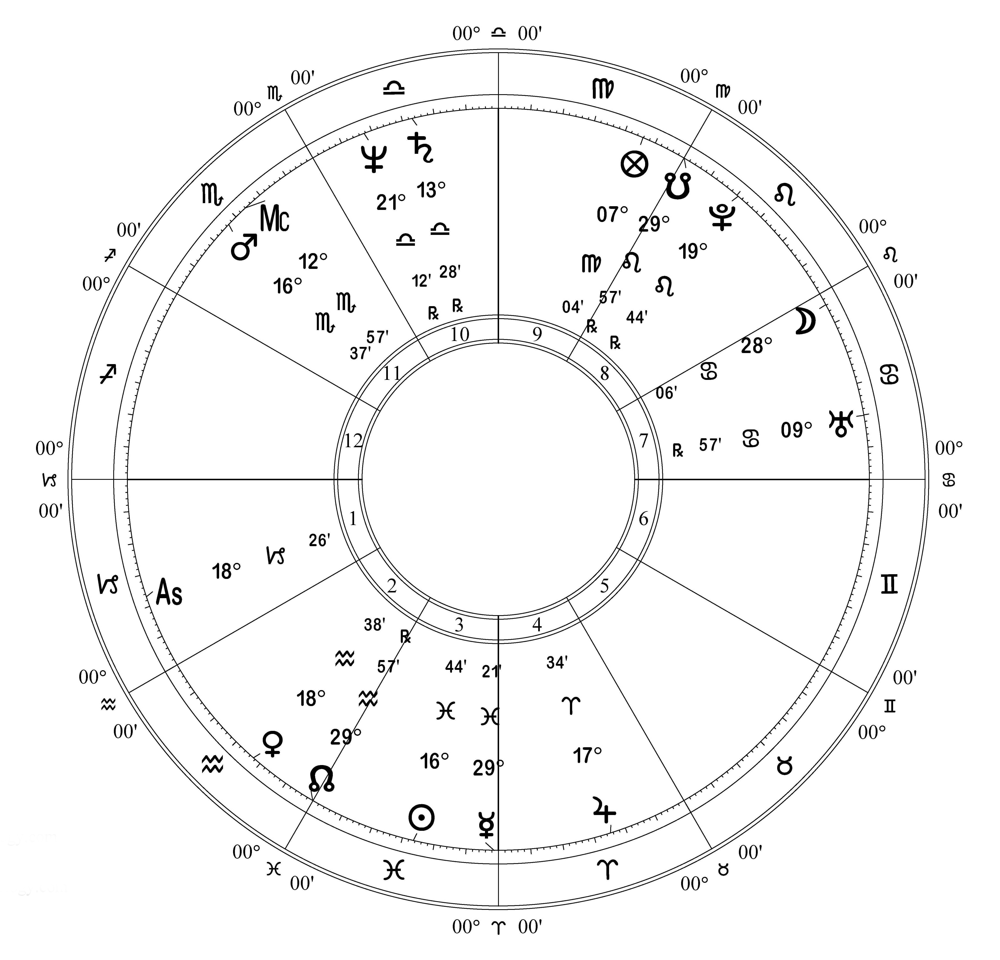 00° ♎ 00'
00° ♍ 00'
00° ♌ 00'
00° ♋ 00'
00' ♊ 00°
00' ♉ 00°
00° ♈ 00'
00° ♓ 00'
00° ♒ 00'
00° ♑ 00'
00' ♐ 00°
00' ♏ 00°
♎
♍
♌
♋
♊
♉
♈
♓
♒
♑
♐
♏
♄ 13° ♎ 28' ℞
♆ 21° ♎ 12' ℞
Mc 12° ♏ 57'
♂ 16° ♏ 37'
As 18° ♑ 26'
♀ 18° ♒ 38'
☊ 29° ♒ 57' ℞
☉ 16° ♓ 44'
☿ 29° ♓ 21'
♃ 17° ♈ 34'
♅ 09° ♋ 57' ℞
☽ 28° ♋ 06'
♇ 19° ♌ 44' ℞
☋ 29° ♌ 57' ℞
⊗ 07° ♍ 04'
1
2
3
4
5
6
7
8
9
10
11
12